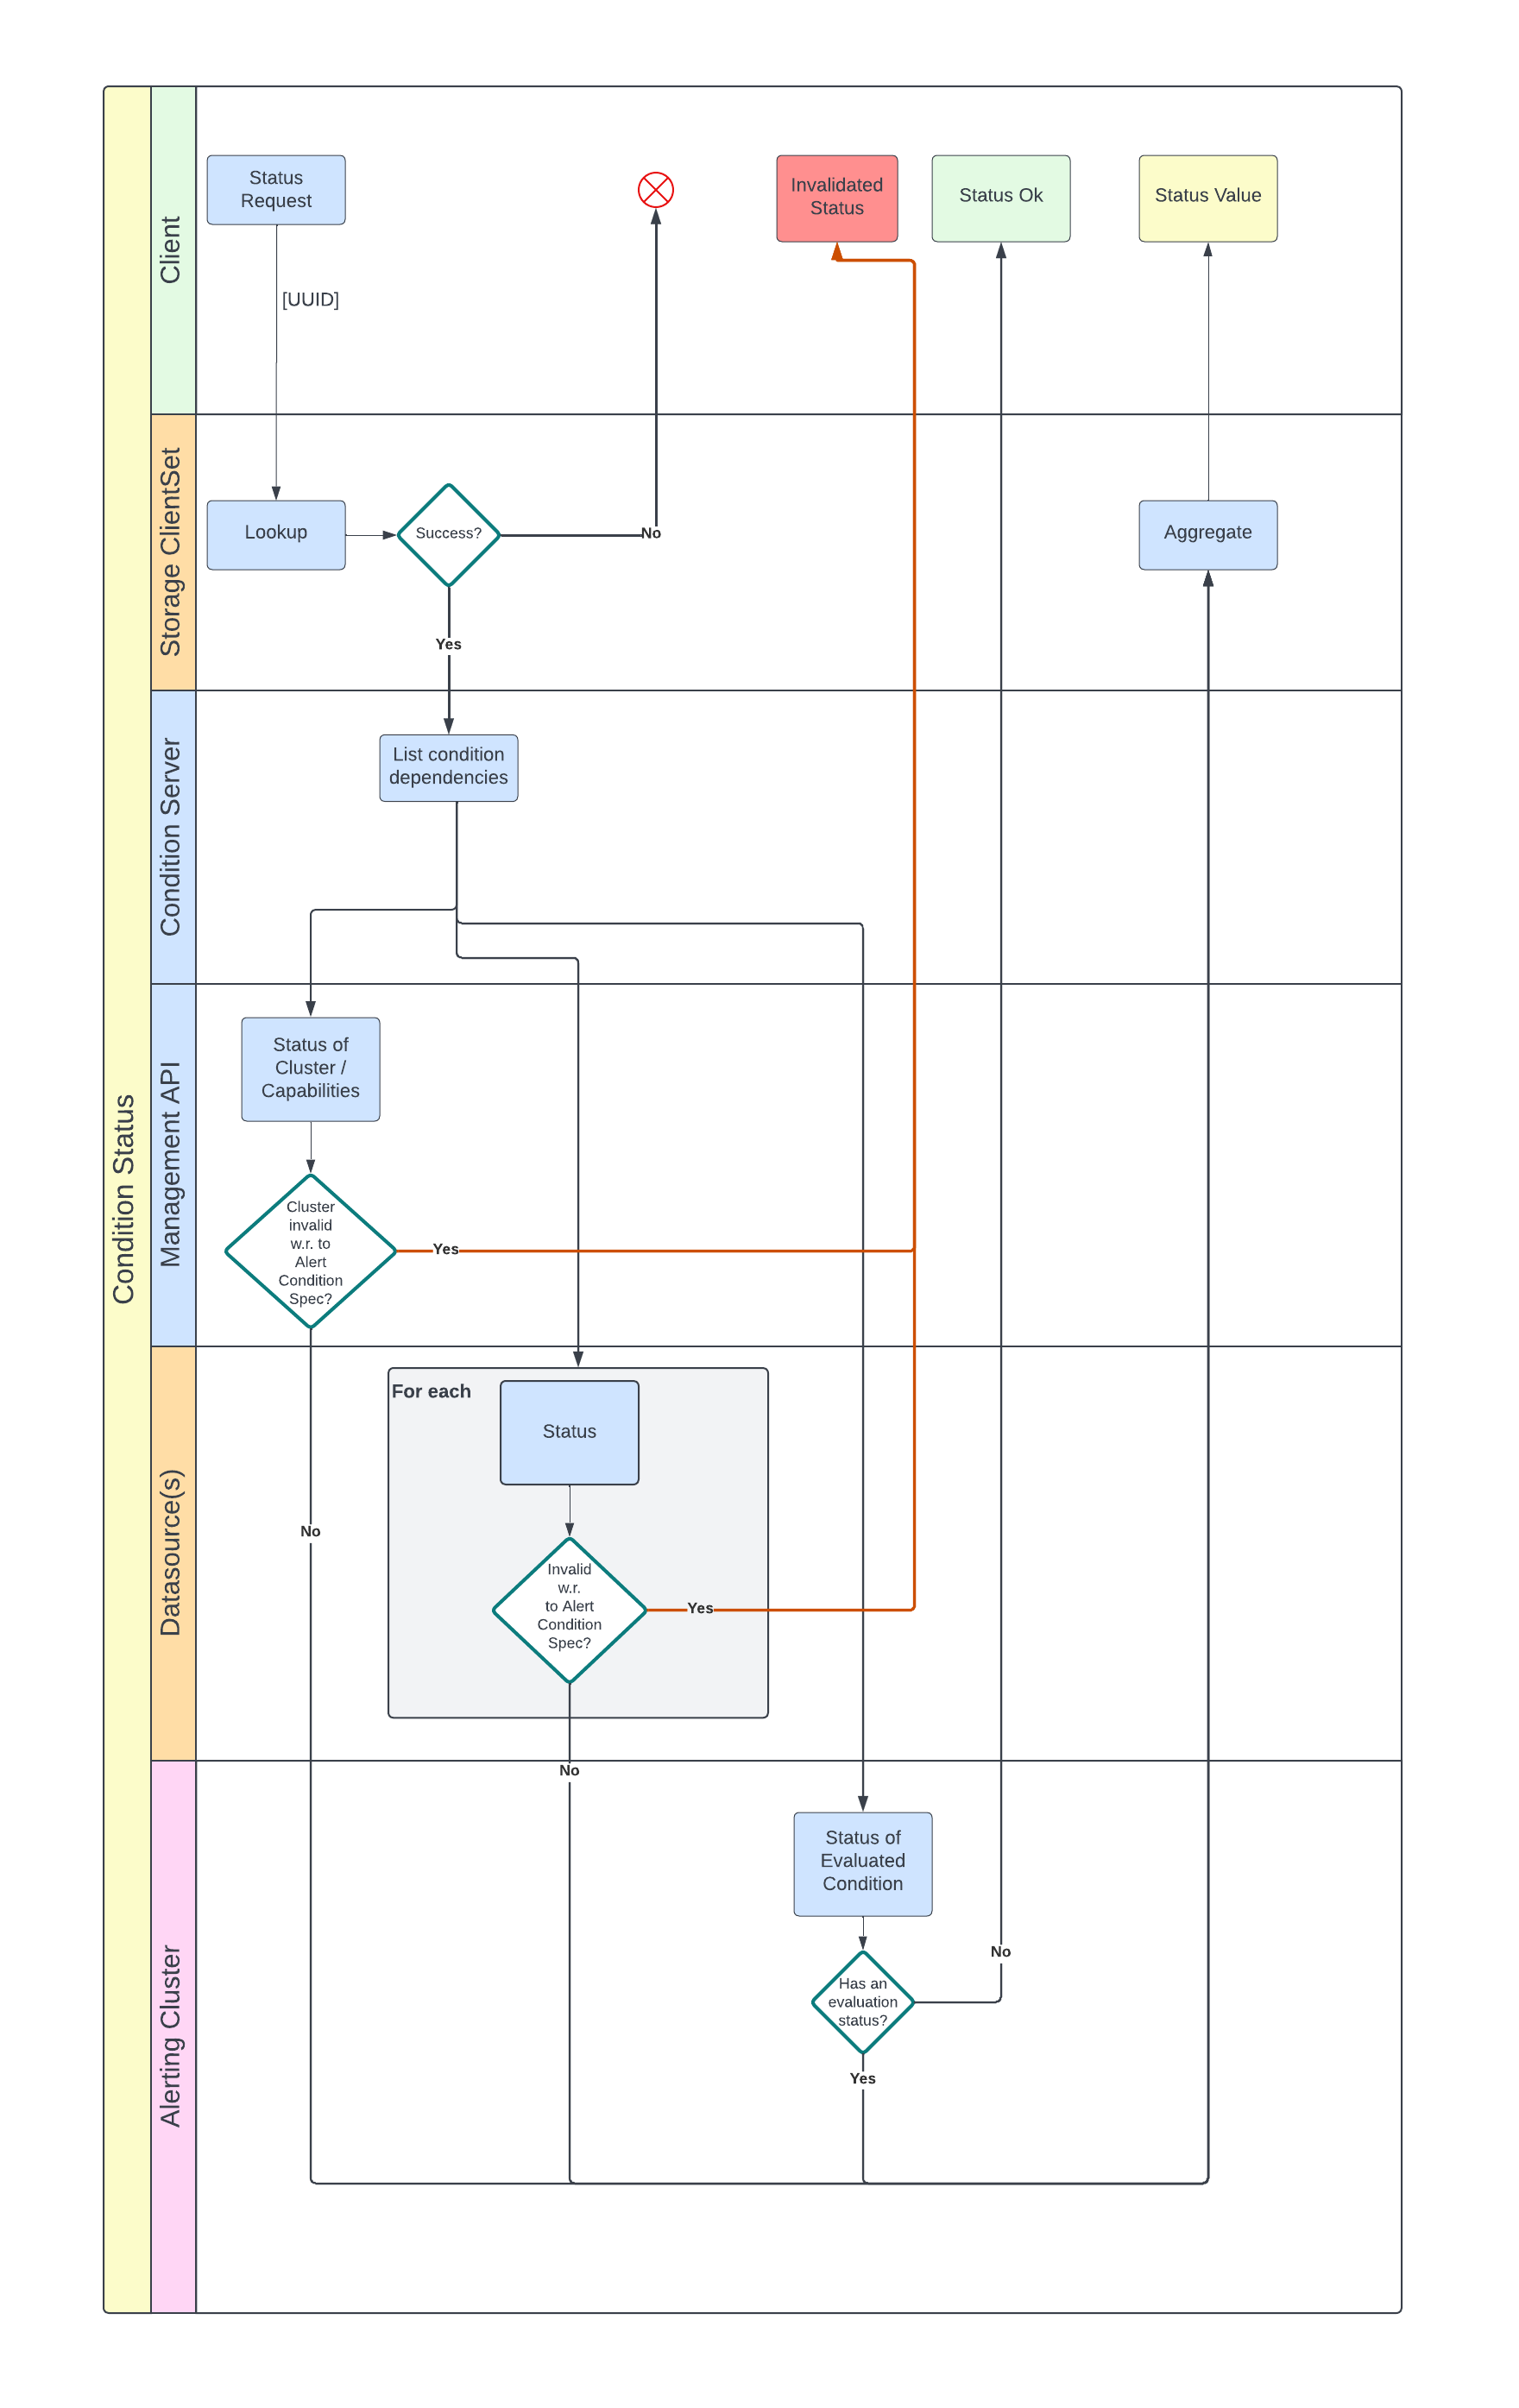 Condition Status
Client
Status
Request
Invalidated
Status
Status Ok
Status Value
[UUID]
Storage ClientSet
Lookup
Success?
No
Aggregate
Yes
Condition Server
List condition
dependencies
Management API
Status of
Cluster /
Capabilities
Cluster
invalid
w.r. to
Alert
Condition
Spec?
Yes
No
Datasource(s)
For each
Status
Invalid
w.r.
to Alert
Condition
Spec?
Yes
No
Alerting Cluster
Status of
Evaluated
Condition
Has an
evaluation
status?
No
Yes